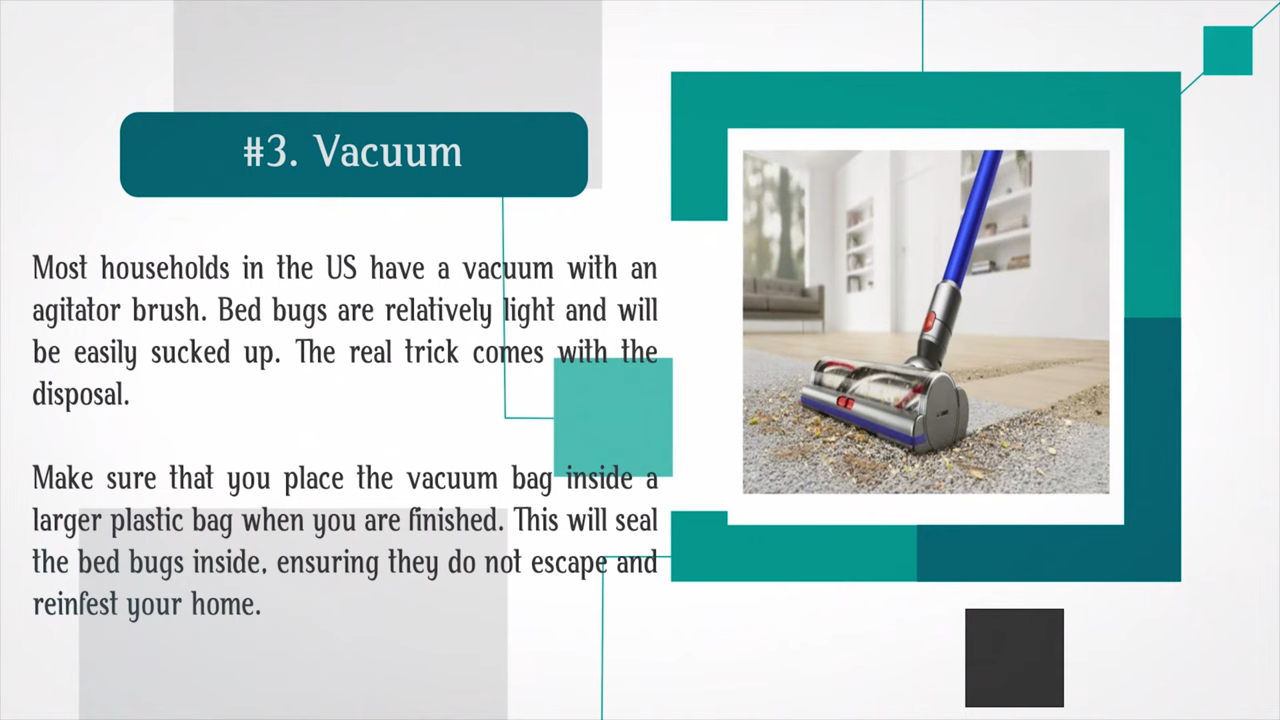 #3. Vacuum
Most households in the US have a vacuum with an
agitator brush. Bed bugs are relatively light and will
be easily sucked up. The real trick comes with the
disposal.
Make sure that you place the vacuum bag inside a
larger plastic bag when you are finished. This will seal
the bed bugs inside, ensuring they do not escape and
reinfest your home.